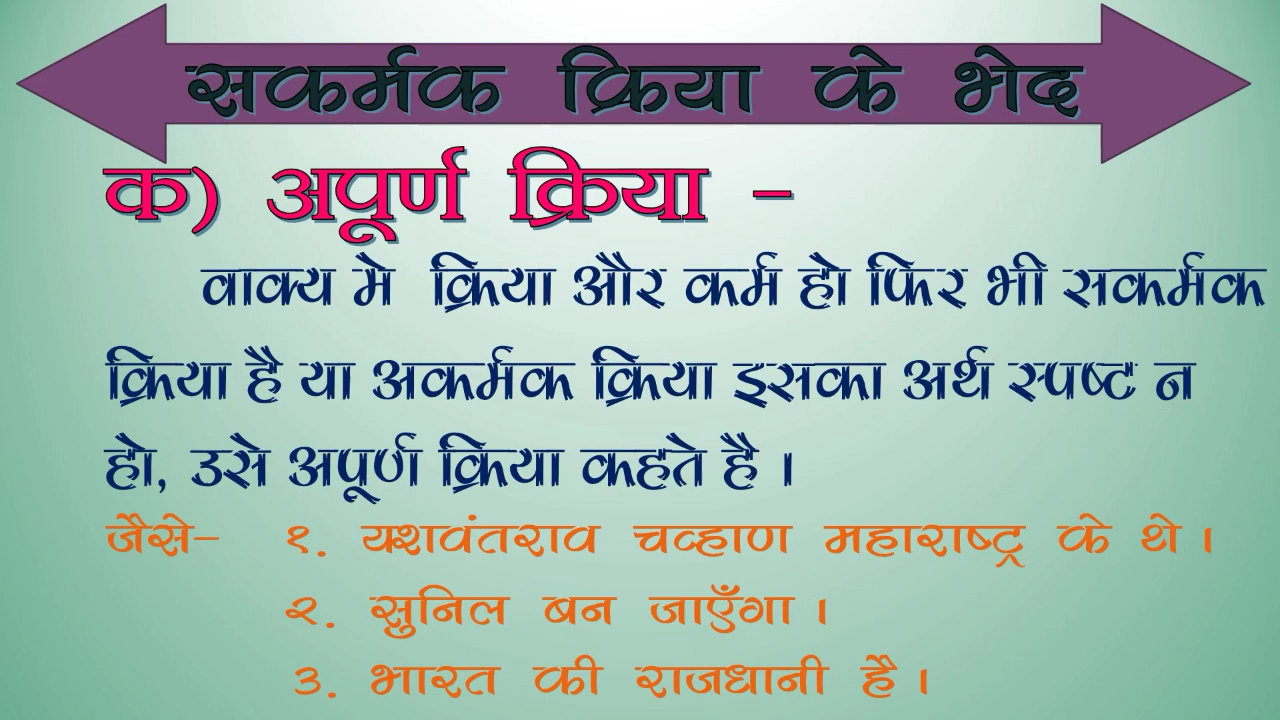 सकर्मक क्रिया के भेद
क) अपूर्ण क्रिया -
वाक्य मे क्रिया और कर्म हो फिर भी सकर्मक
क्रिया है या अकर्मक क्रिया इसका अर्थ स्पष्ट न
हो, उसे अपूर्ण क्रिया कहते है ।
जैसे- १. यशवंतराव चव्हाण महाराष्ट्र के थे ।
२. सुनिल बन जाएँगा ।
३. भारत की राजधानी है ।